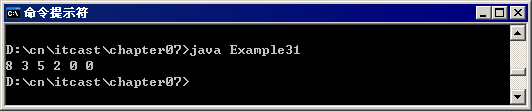 命令提示符
D:\cn\itcast\chapter07>java Example31
8 3 5 2 0 0
D:\cn\itcast\chapter07>